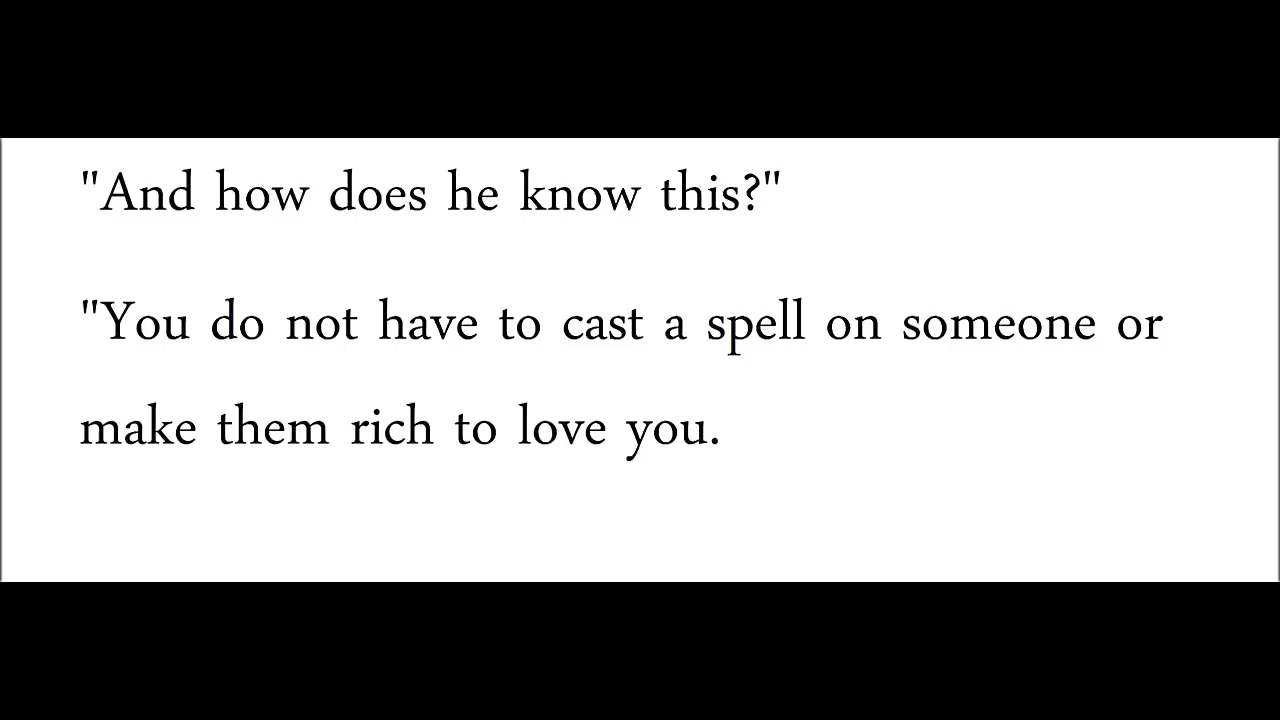 "And how does he know this?"
"You do not have to cast a spell on someone or
make them rich to love you.